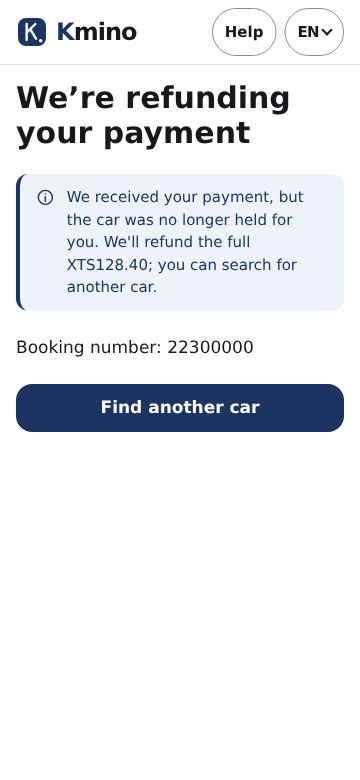 K. Kmino
Help
EN
We’re refunding
your payment
We received your payment, but
the car was no longer held for
you. We'll refund the full
XTS128.40; you can search for
another car.
Booking number: 22300000
Find another car